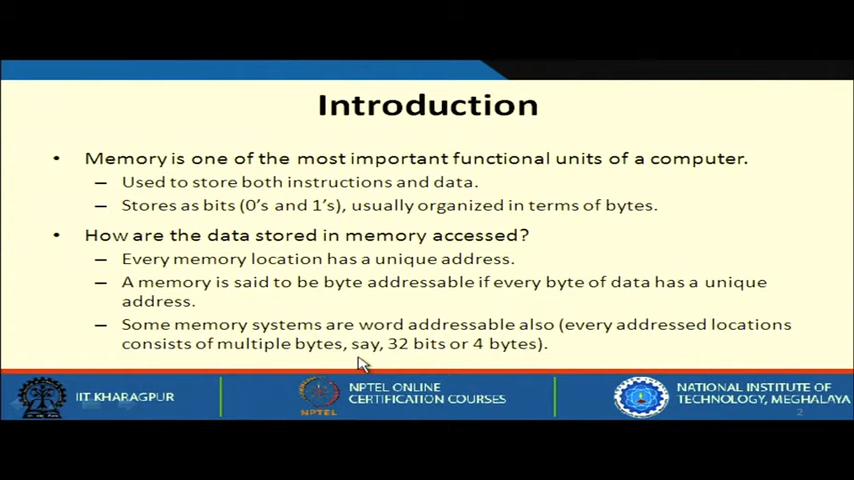 Introduction
• Memory is one of the most important functional units of a computer.
– Used to store both instructions and data.
– Stores as bits (0's and 1's), usually organized in terms of bytes.
• How are the data stored in memory accessed?
– Every memory location has a unique address.
– A memory is said to be byte addressable if every byte of data has a unique
address.
– Some memory systems are word addressable also (every addressed locations
consists of multiple bytes, say, 32 bits or 4 bytes).
IIT KHARAGPUR
NPTEL
NPTEL ONLINE
CERTIFICATION COURSES
NATIONAL INSTITUTE OF
TECHNOLOGY, MEGHALAYA
2